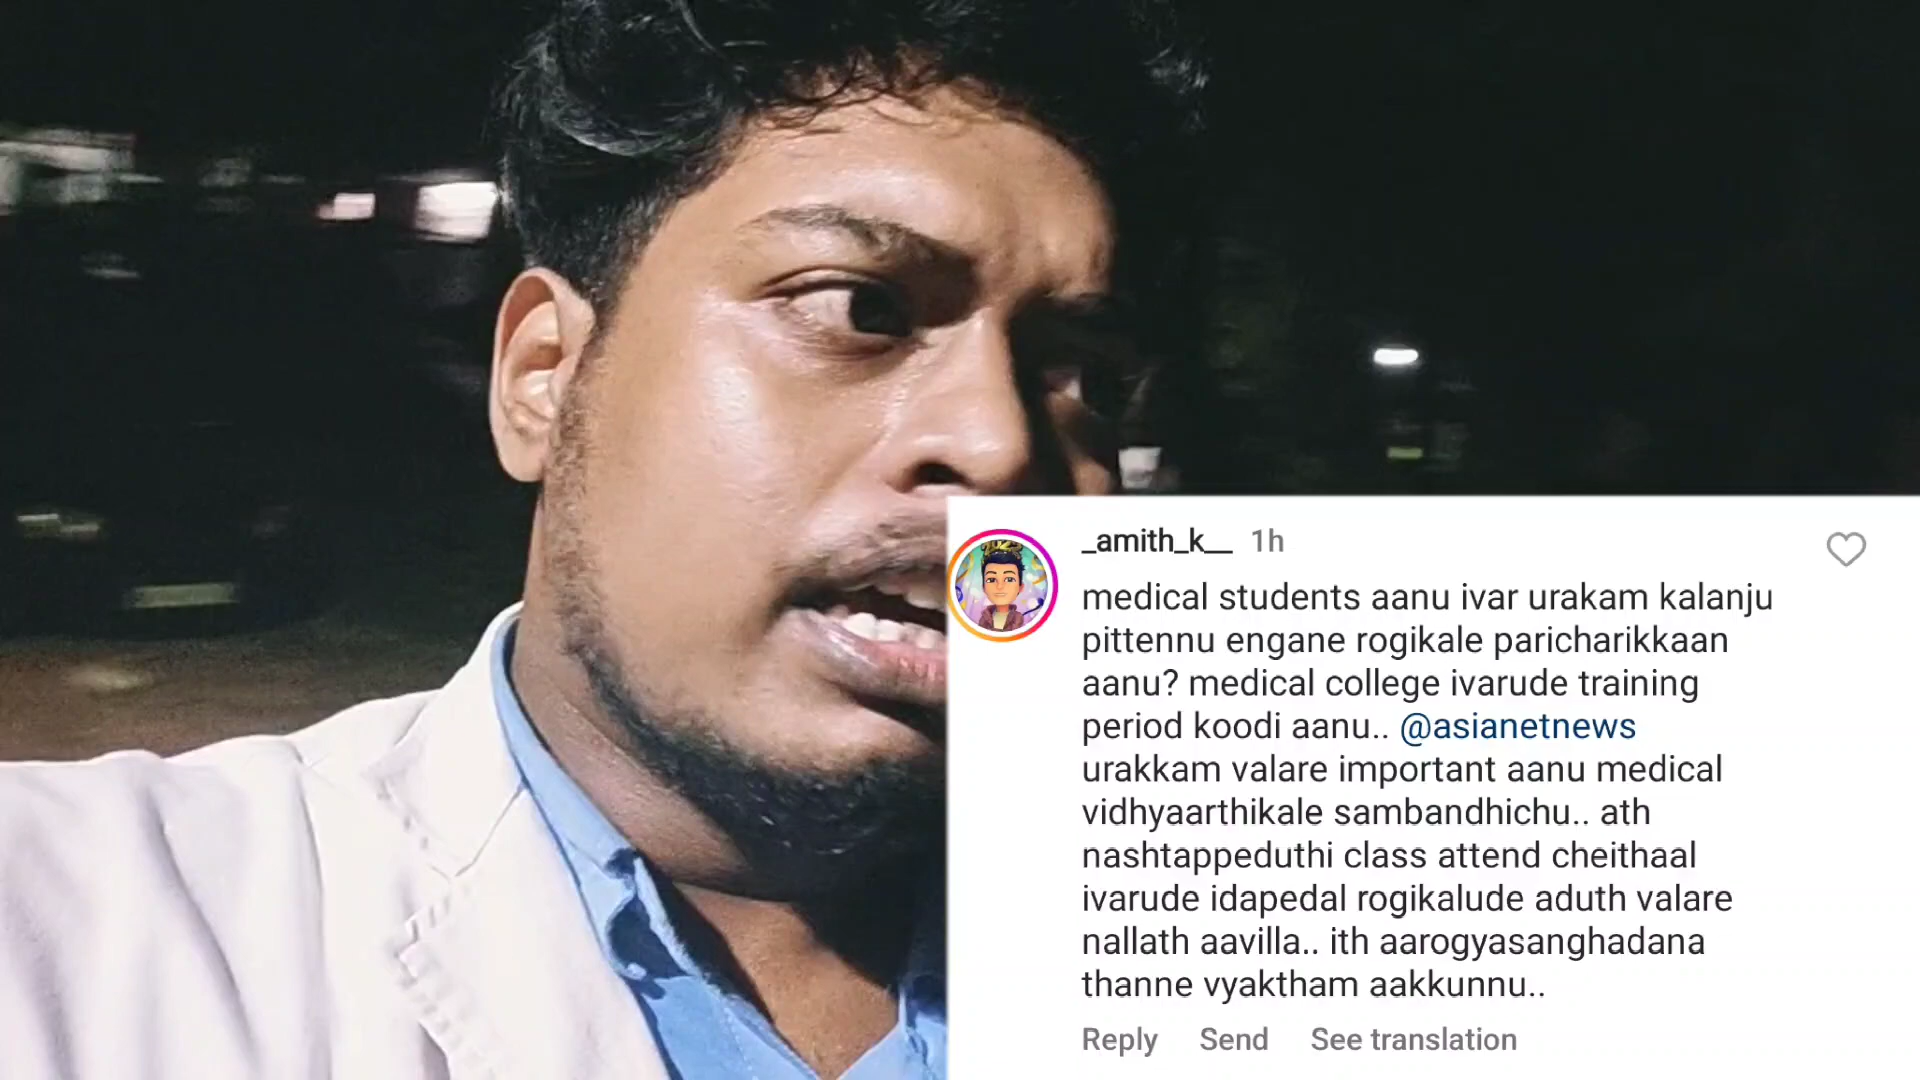 _amith_k__ 1h
medical students aanu ivar urakam kalanju
pittennu engane rogikale paricharikkaan
aanu? medical college ivarude training
period koodi aanu.. @asianetnews
urakkam valare important aanu medical
vidhyaarthikale sambandhichu.. ath
nashtappeduthi class attend cheithaal
ivarude idapedal rogikalude aduth valare
nallath aavilla.. ith aarogyasanghadana
thanne vyaktham aakkunnu..
Reply Send See translation